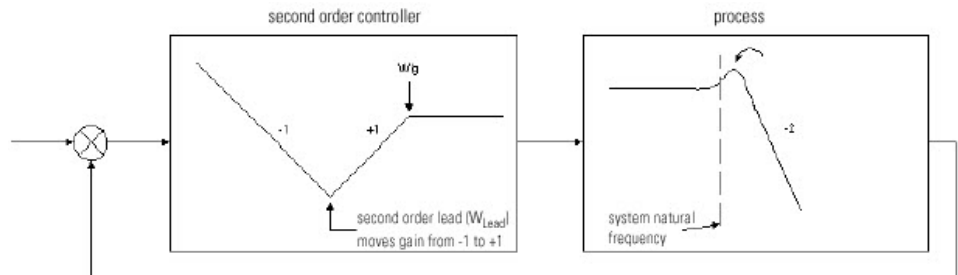 second order controller
process
W/g
-1
+1
-2
second order lead (WLead)
moves gain from -1 to +1
system natural
frequency